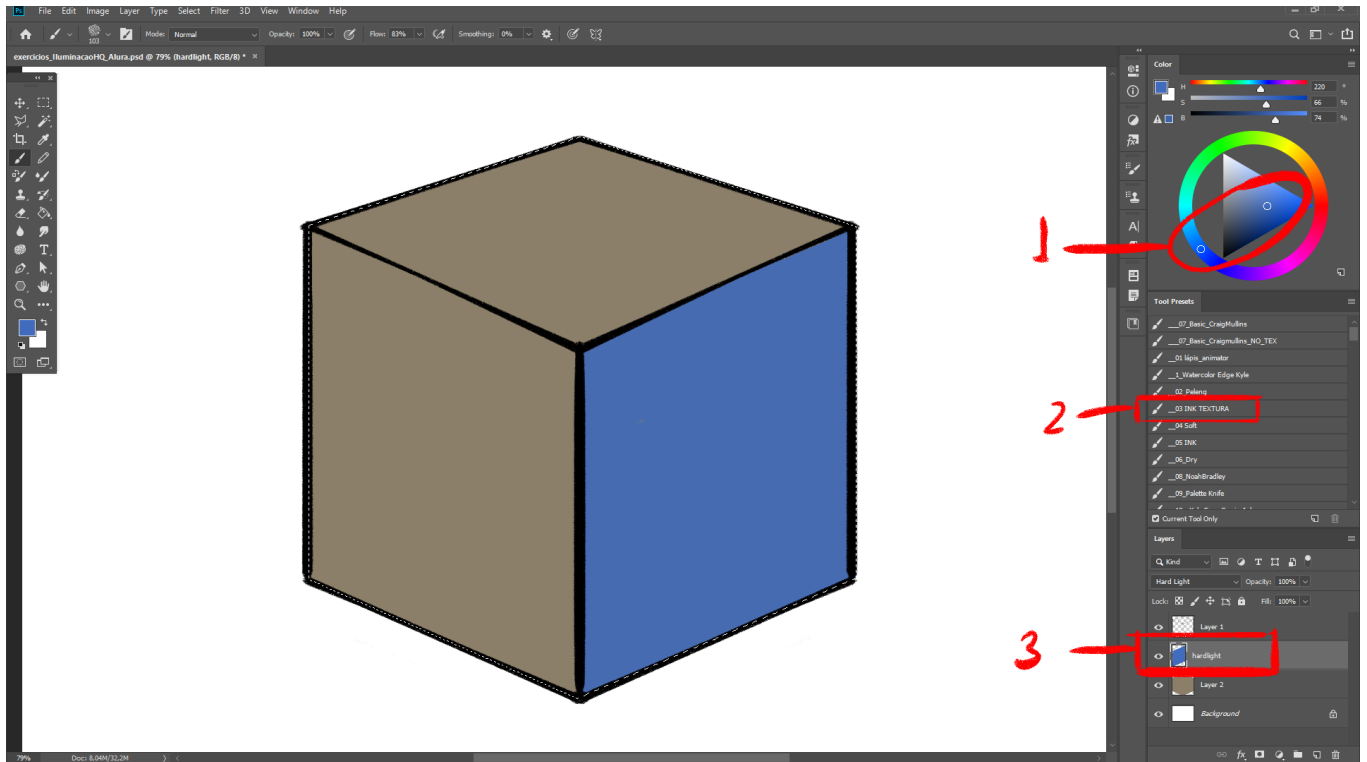 Ps File Edit Image Layer Type Select Filter 3D View Window Help
103 Mode: Normal Opacity: 100% Flow: 83% Smoothing: 0%
exercicios_IluminacaoHQ_Alura.psd @ 79% (hardlight, RGB/8) *
Color
H 220 °
S 66 %
B 74 %
1
Tool Presets
__07_Basic_CraigMullins
__07_Basic_Craigmullins_NO_TEX
__01 lápis_animator
__1_Watercolor Edge Kyle
__02_Peleng
2
__03 INK TEXTURA
__04 Soft
__05 INK
__06_Dry
__08_NoahBradley
__09_Palette Knife
Current Tool Only
Layers
Kind
Hard Light Opacity: 100%
Lock: Fill: 100%
Layer 1
3
hardlight
Layer 2
Background
79% Doc: 8,04M/32,2M